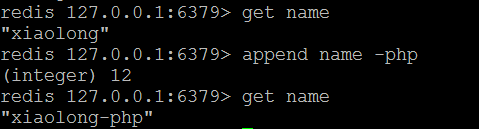 redis 127.0.0.1:6379> get name
"xiaolong"
redis 127.0.0.1:6379> append name -php
(integer) 12
redis 127.0.0.1:6379> get name
"xiaolong-php"